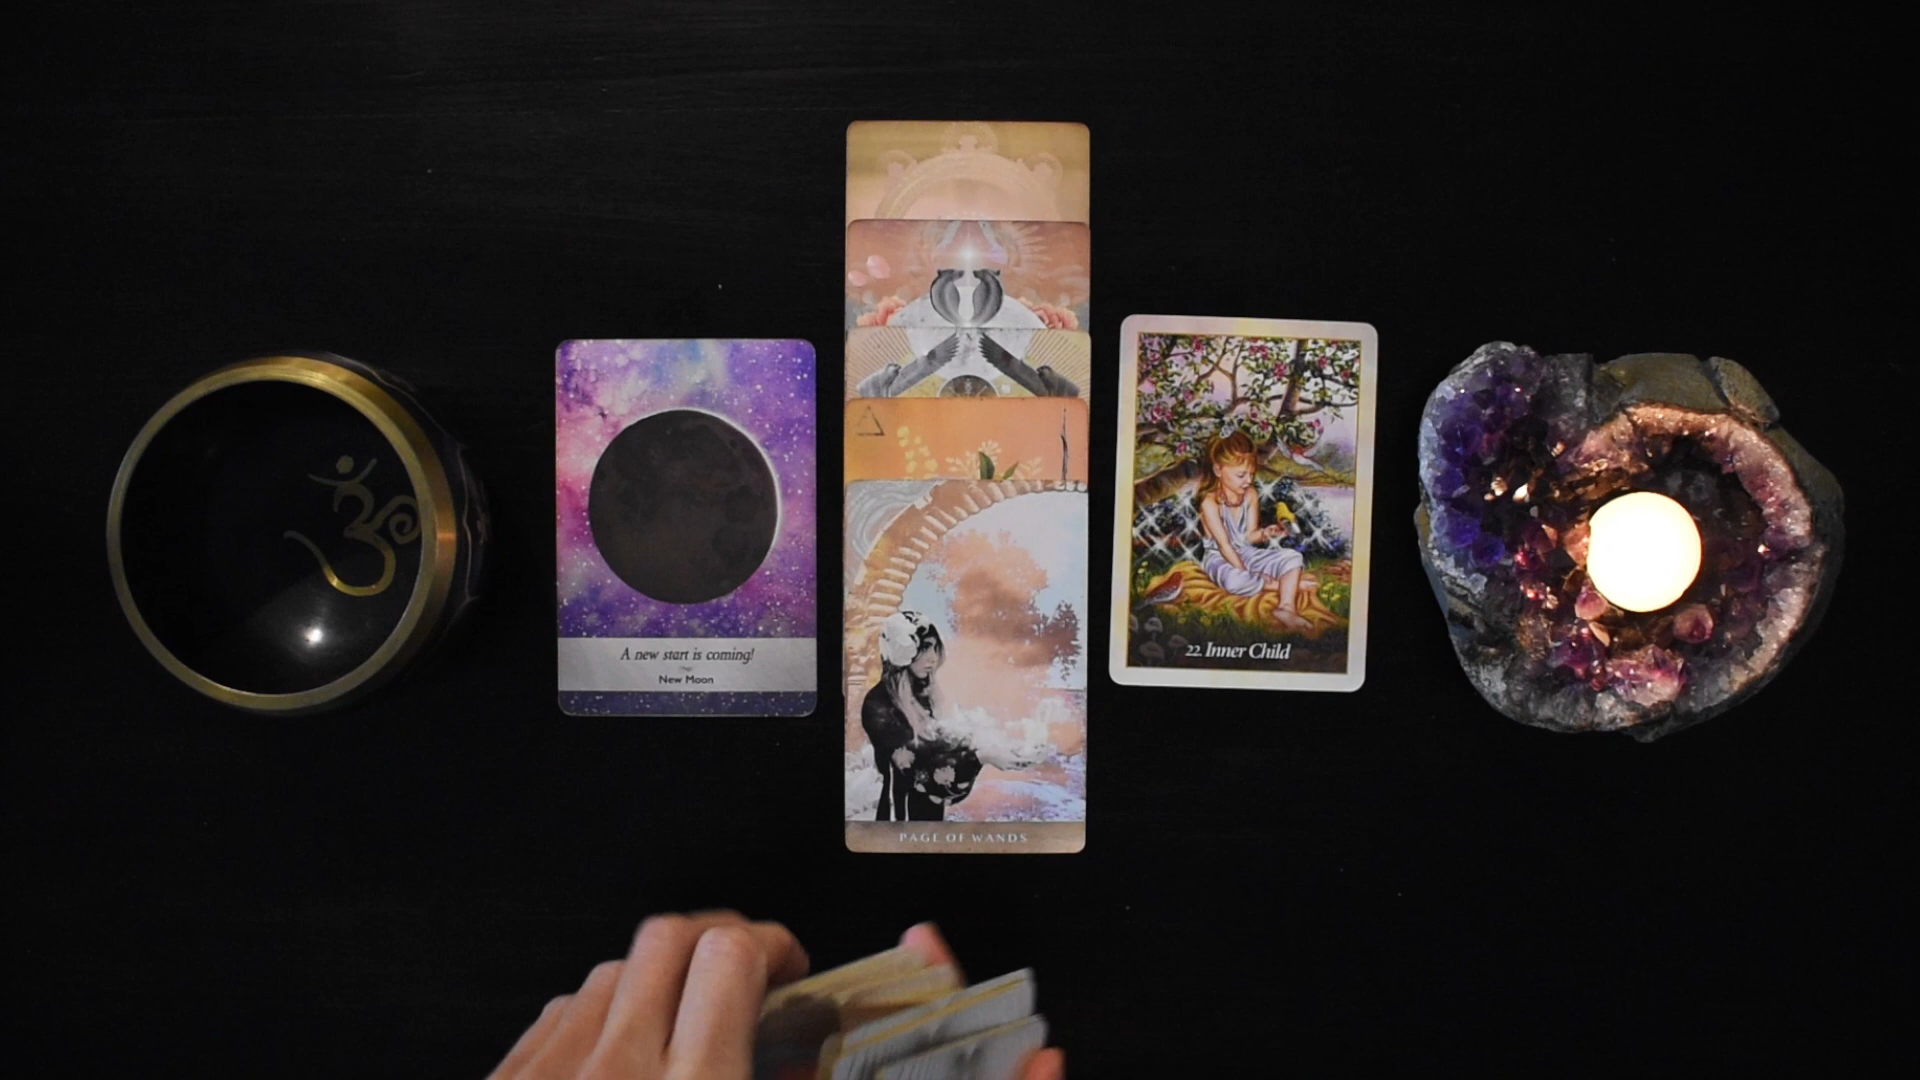 ॐ
A new start is coming!
New Moon
PAGE OF WANDS
22. Inner Child